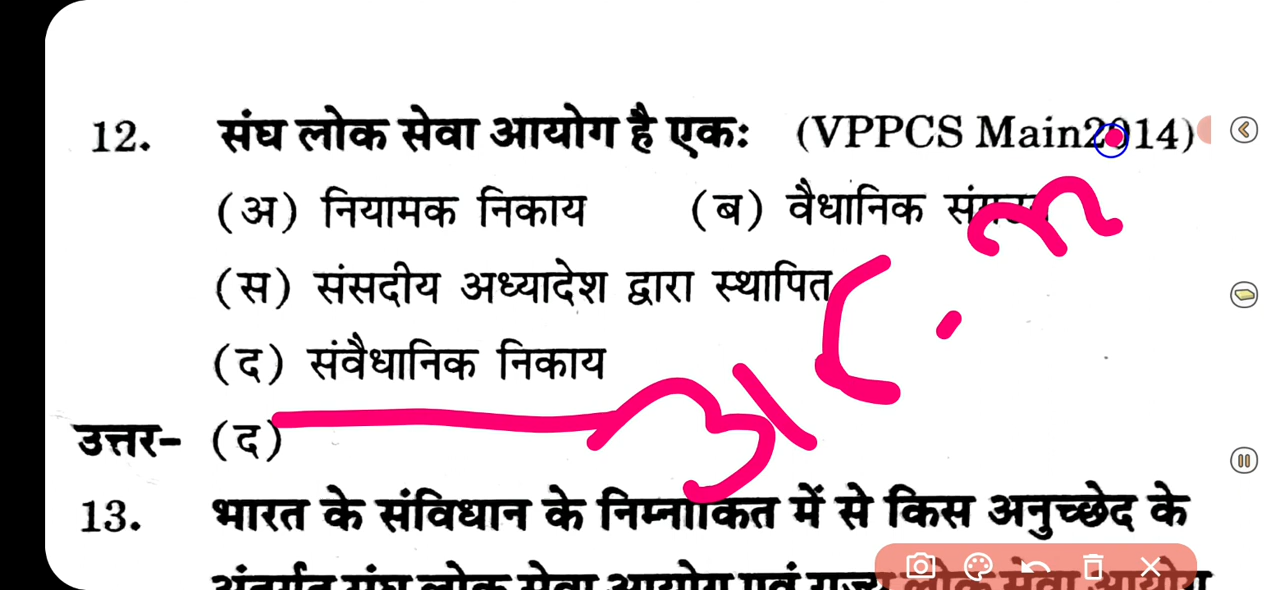 12. संघ लोक सेवा आयोग है एकः (VPPCS Main2014)
(अ) नियामक निकाय (ब) वैधानिक
(स) संसदीय अध्यादेश द्वारा स्थापित
(द) संवैधानिक निकाय
उत्तर- (द)
13. भारत के संविधान के निम्नांकित में से किस अनुच्छेद के